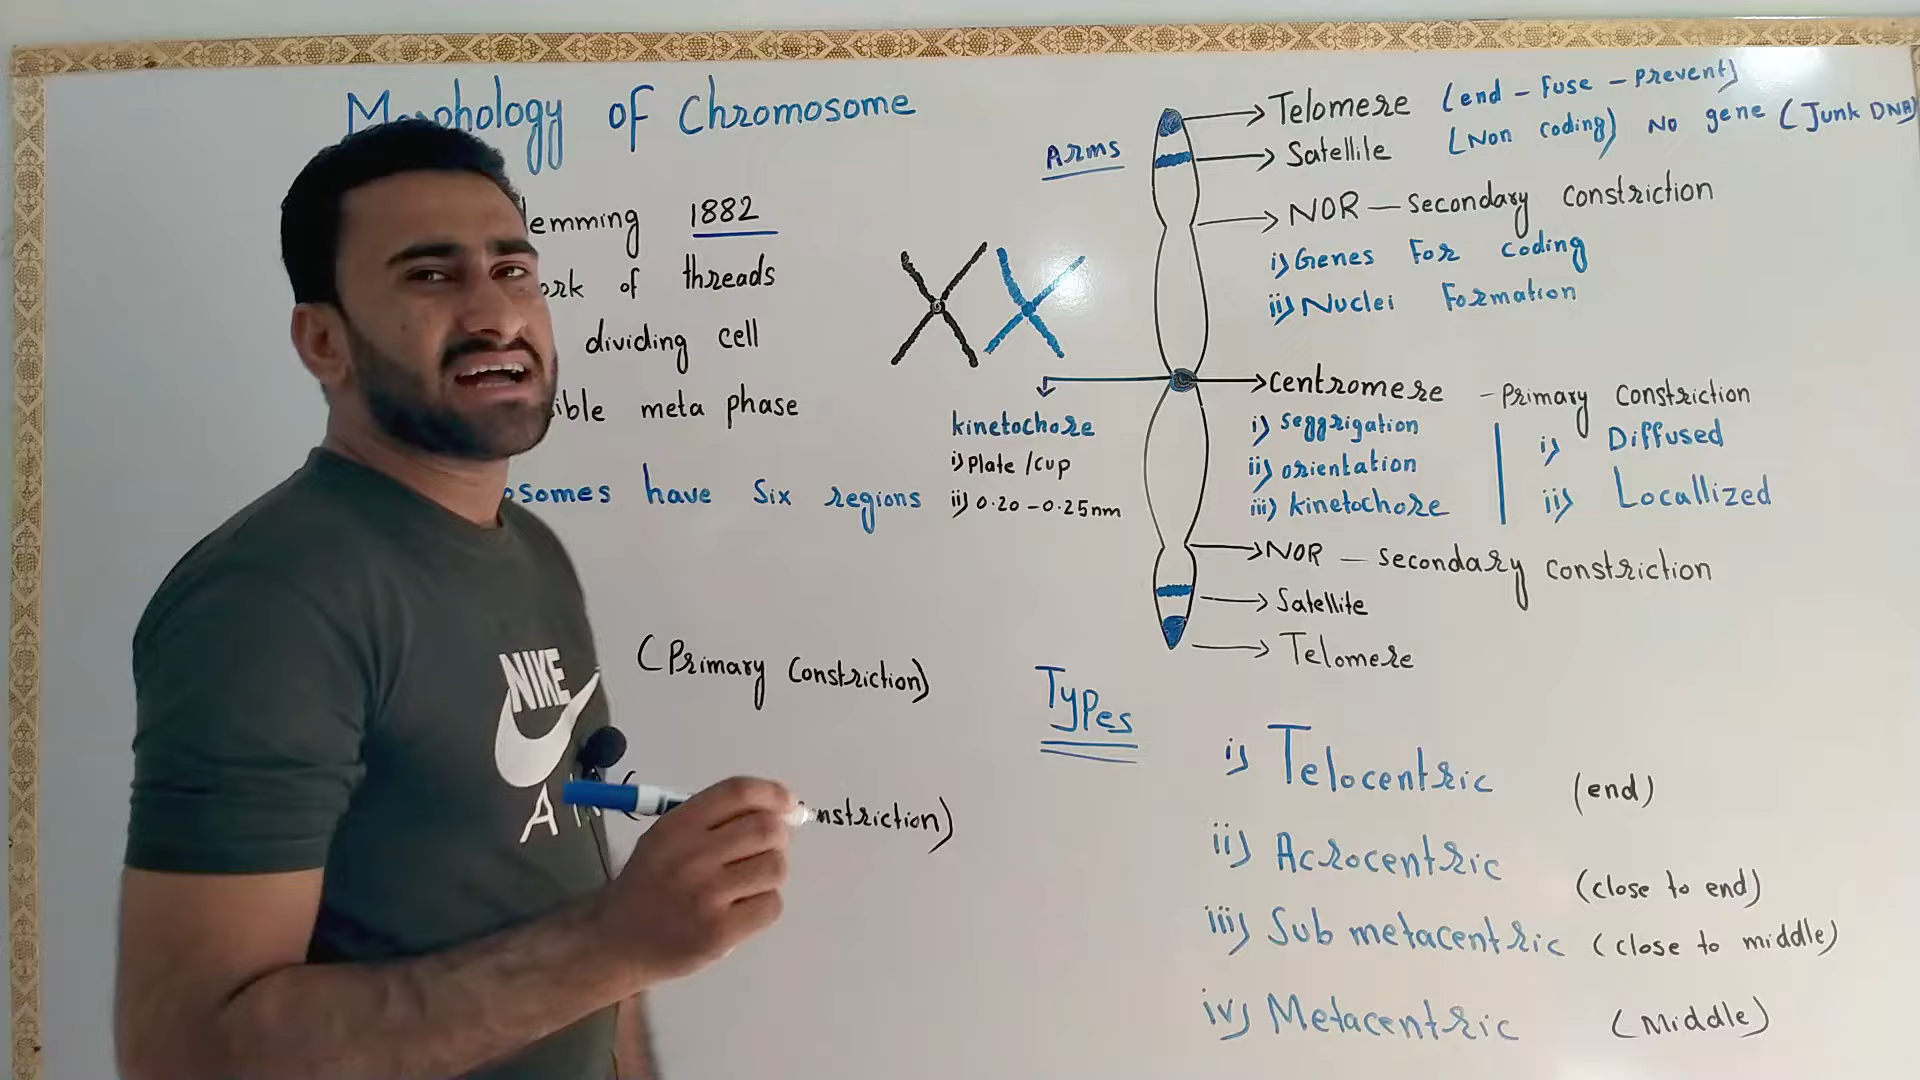 Morphology of Chromosome
lemming 1882
ork of threads
dividing cell
ible meta phase
osomes have Six regions
(Primary Constriction)
(
nstriction)
NIKE
A
Arms
Telomere (end - Fuse - Prevent)
(Non coding) No gene (Junk DNA)
Satellile
NOR - Secondary Constriction
i) Genes For coding
ii) Nuclei Formation
kinetochore
i) Plate /cup
ii) 0.20 - 0.25nm
Centromere - Primary Constriction
i) Seggrigation
ii) orientation
iii) kinetochore
i) Diffused
ii) Locallized
NOR - Secondary Constriction
Satellite
Telomere
Types
i) Telocentric (end)
ii) Acrocentric (close to end)
iii) Sub metacentric (close to middle)
iv) Metacentric (Middle)